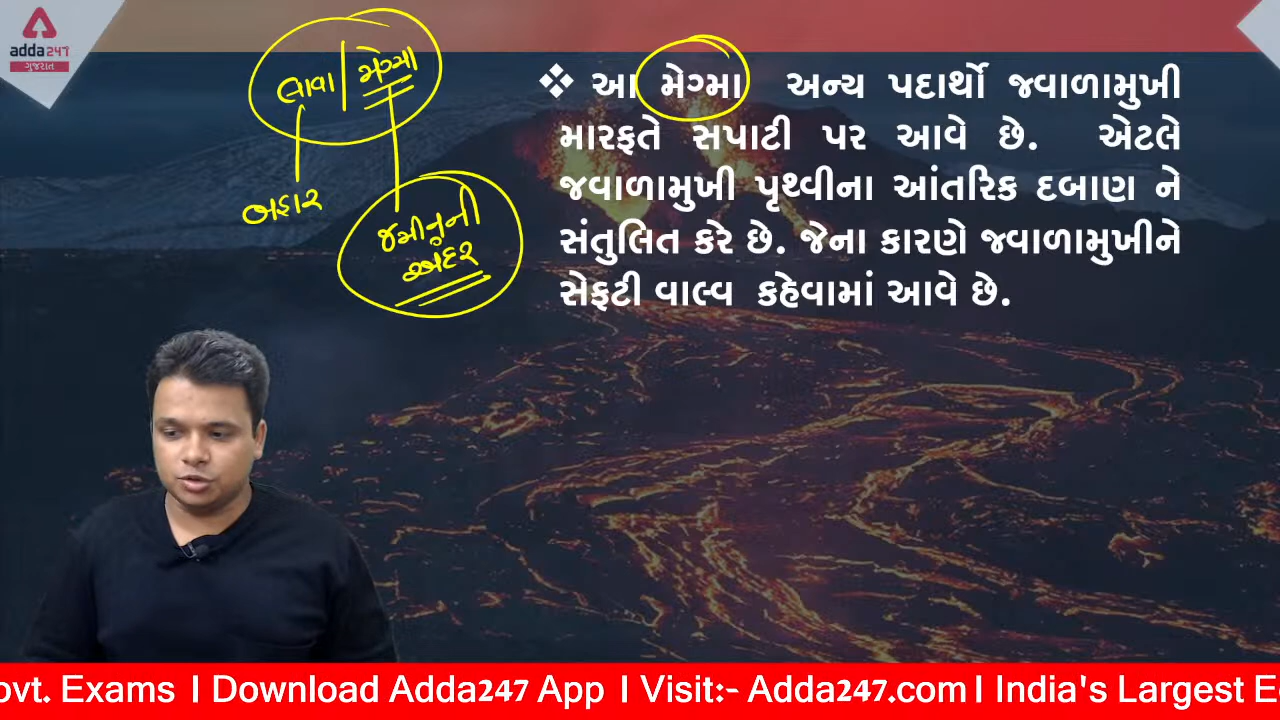 adda247
ગુજરાત
લાવા | મેગ્મા
બહાર
જમીનની
અંદર
❖ આ મેગ્મા અન્ય પદાર્થો જ્વાળામુખી
મારફતે સપાટી પર આવે છે. એટલે
જવાળામુખી પૃથ્વીના આંતરિક દબાણ ને
સંતુલિત કરે છે. જેના કારણે જ્વાળામુખીને
સેફ્ટી વાલ્વ કહેવામાં આવે છે.
ovt. Exams | Download Adda247 App | Visit:- Adda247.com | India's Largest E